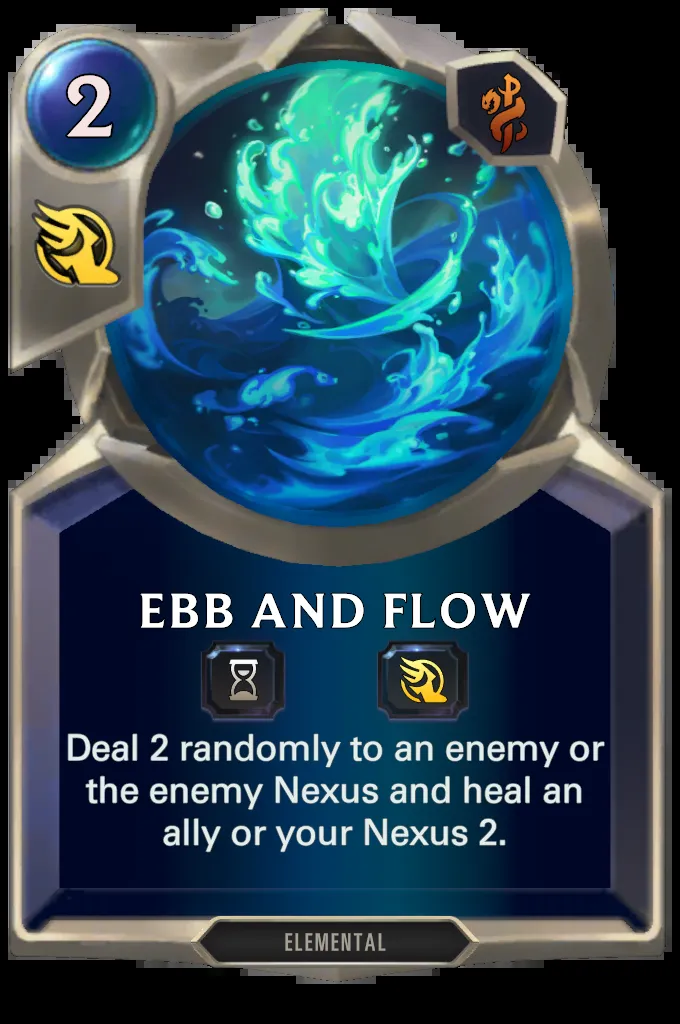 2
EBB AND FLOW
Deal 2 randomly to an enemy or
the enemy Nexus and heal an
ally or your Nexus 2.
ELEMENTAL